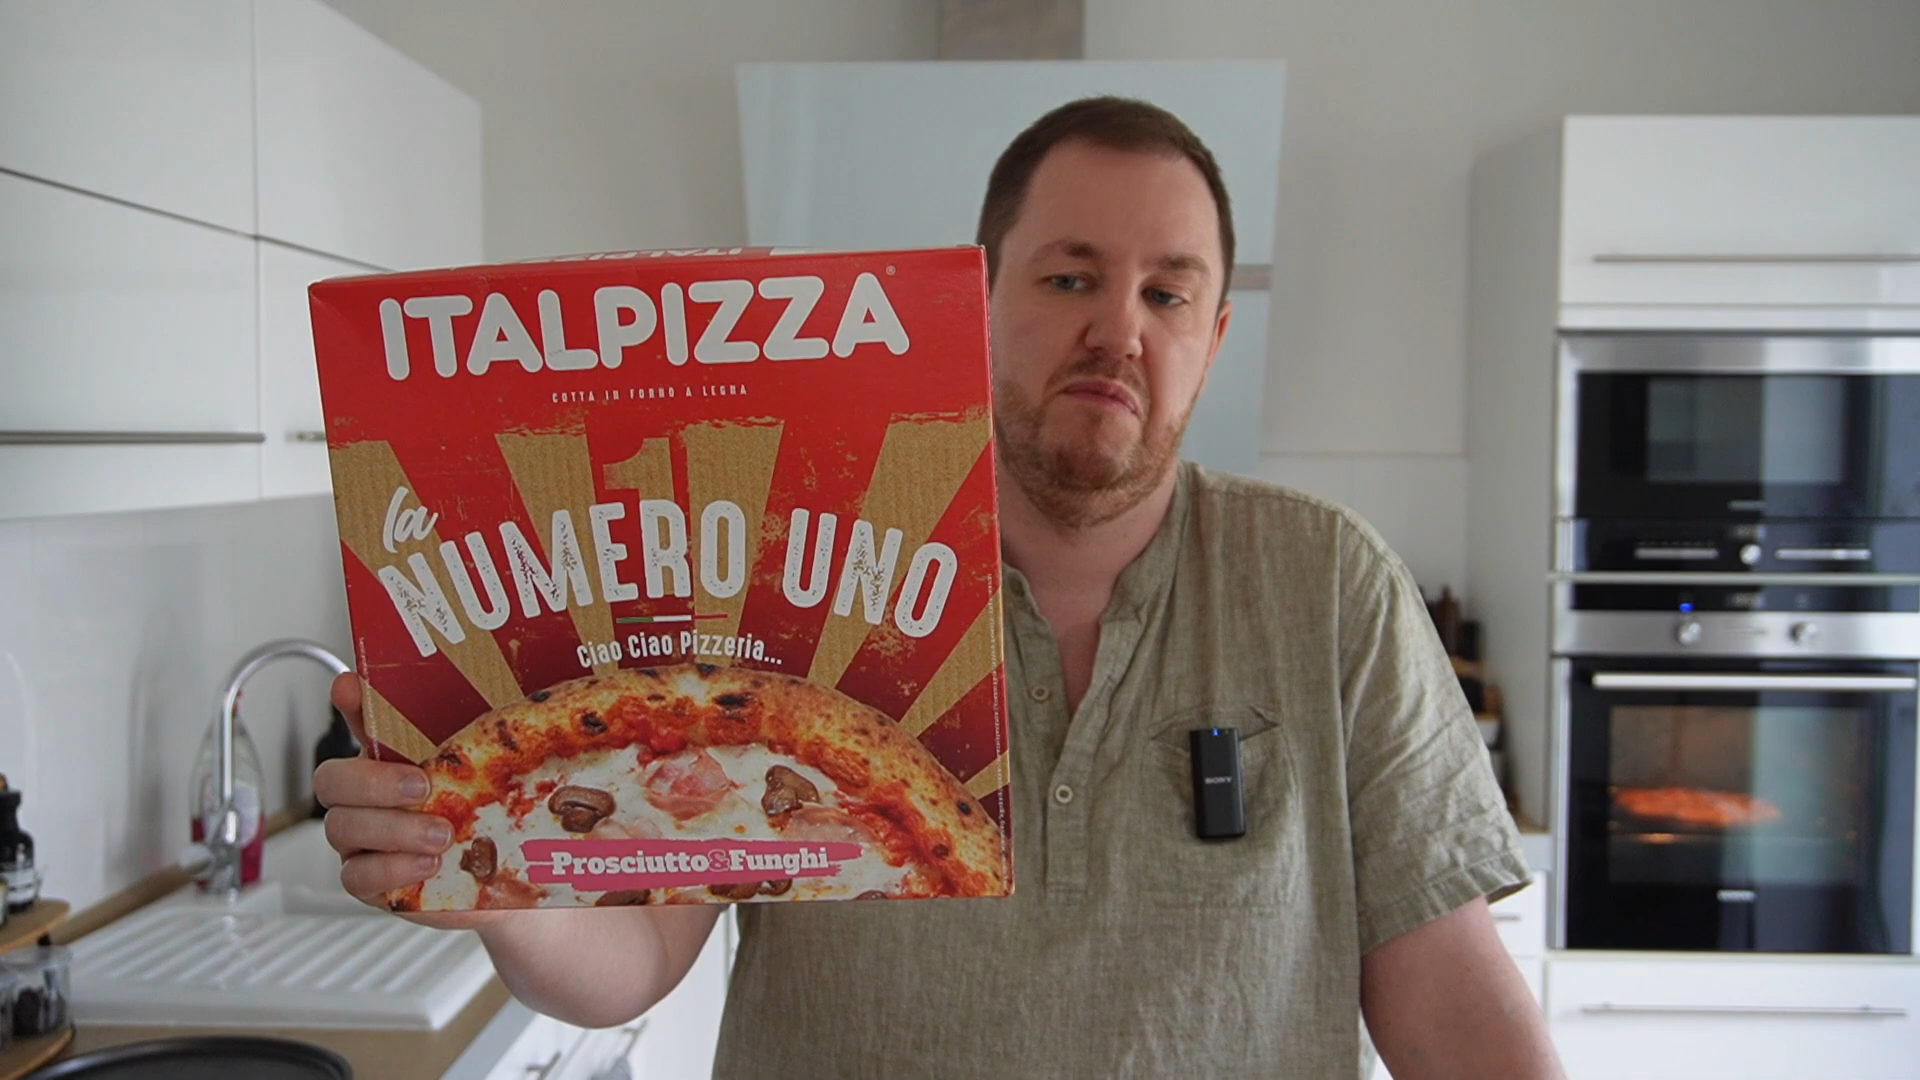 ITALPIZZA®
COTTA IN FORNO A LEGNA
1
la
NUMERO UNO
Ciao Ciao Pizzeria...
Prosciutto&Funghi
SONY